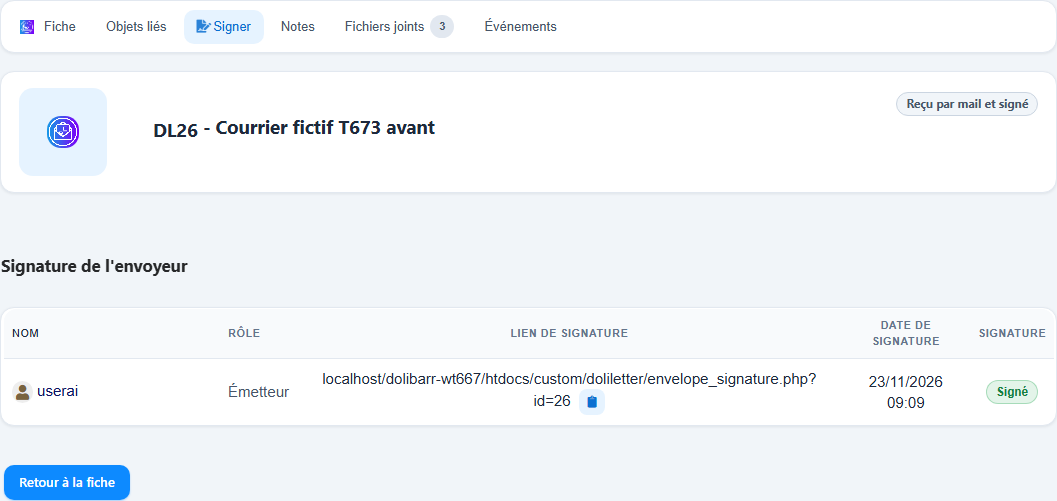 Fiche Objets liés Signer Notes Fichiers joints 3 Événements
Reçu par mail et signé
DL26 - Courrier fictif T673 avant
Signature de l'envoyeur
NOM RÔLE LIEN DE SIGNATURE DATE DE SIGNATURE SIGNATURE
userai Émetteur localhost/dolibarr-wt667/htdocs/custom/doliletter/envelope_signature.php?
id=26
23/11/2026
09:09
Signé
Retour à la fiche